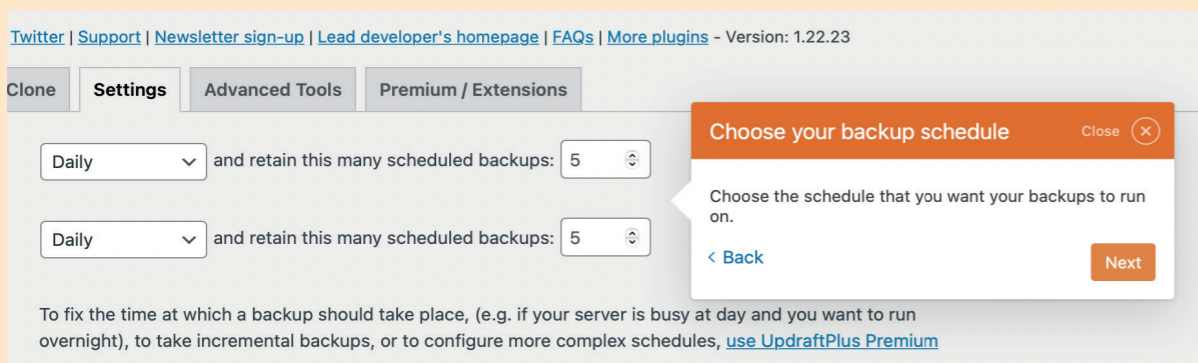 Twitter | Support | Newsletter sign-up | Lead developer's homepage | FAQs | More plugins - Version: 1.22.23
Clone
Settings
Advanced Tools
Premium / Extensions
Daily
and retain this many scheduled backups:
5
Daily
and retain this many scheduled backups:
5
Choose your backup schedule
Close
Choose the schedule that you want your backups to run
on.
< Back
Next
To fix the time at which a backup should take place, (e.g. if your server is busy at day and you want to run
overnight), to take incremental backups, or to configure more complex schedules, use UpdraftPlus Premium